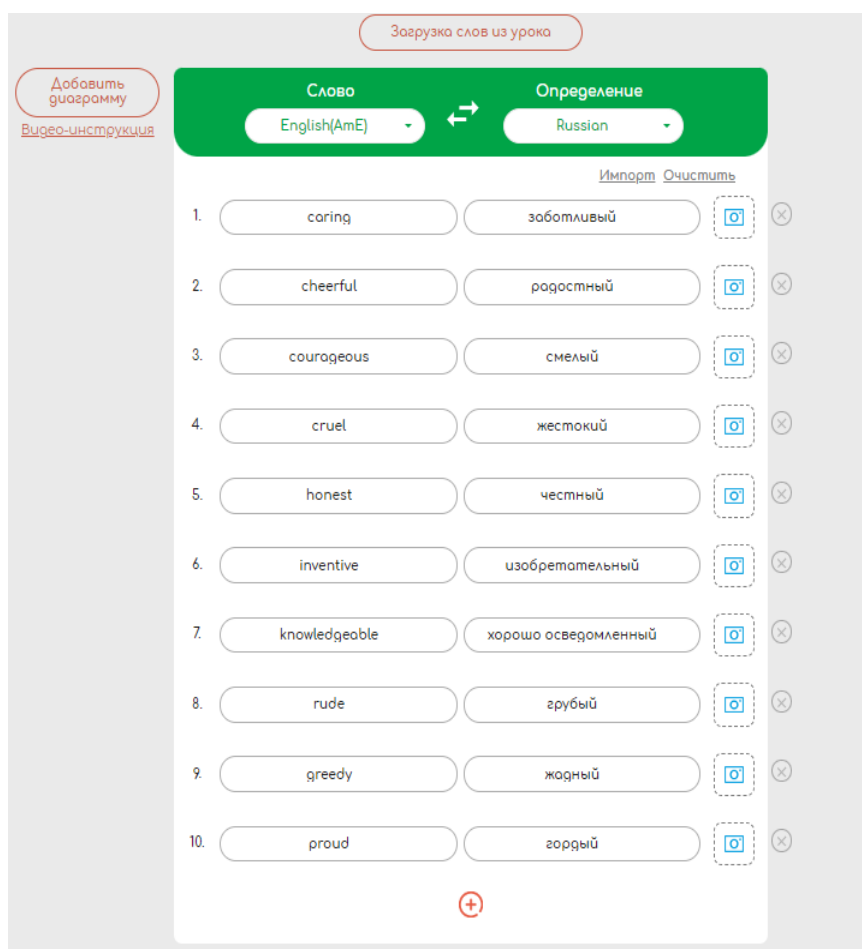 Загрузка слов из урока
Добавить
диаграмму
Видео-инструкция
Слово Определение
English(AmE) Russian
Импорт Очистить
1. caring заботливый
2. cheerful радостный
3. courageous смелый
4. cruel жестокий
5. honest честный
6. inventive изобретательный
7. knowledgeable хорошо осведомленный
8. rude грубый
9. greedy жадный
10. proud гордый